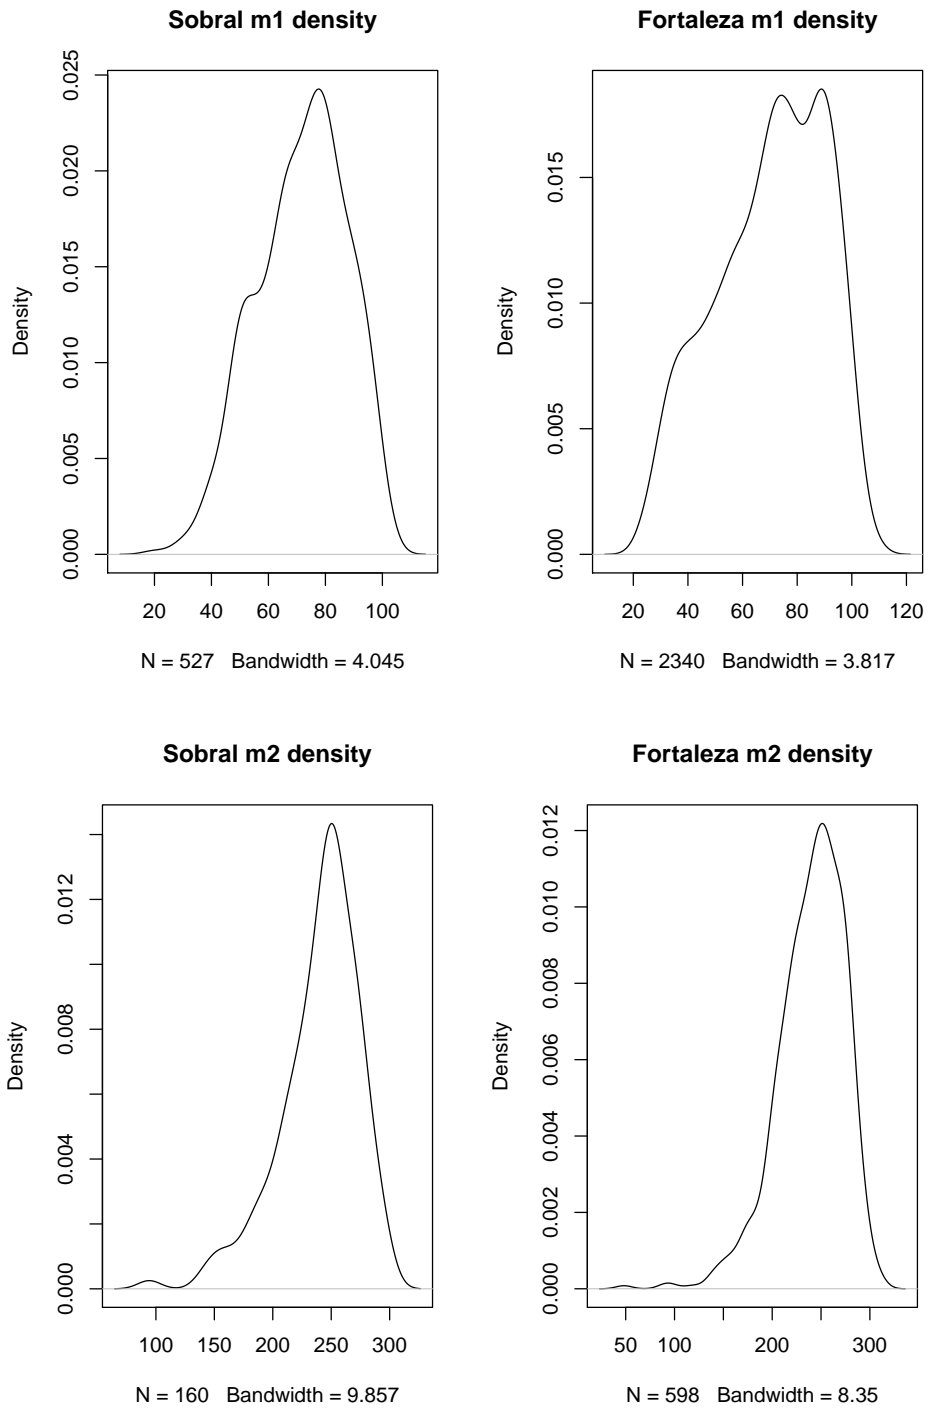 Sobral m1 density
Density
0.000 0.005 0.010 0.015 0.020 0.025
20 40 60 80 100
N = 527 Bandwidth = 4.045
Fortaleza m1 density
Density
0.000 0.005 0.010 0.015
20 40 60 80 100 120
N = 2340 Bandwidth = 3.817
Sobral m2 density
Density
0.000 0.004 0.008 0.012
100 150 200 250 300
N = 160 Bandwidth = 9.857
Fortaleza m2 density
Density
0.000 0.002 0.004 0.006 0.008 0.010 0.012
50 100 200 300
N = 598 Bandwidth = 8.35